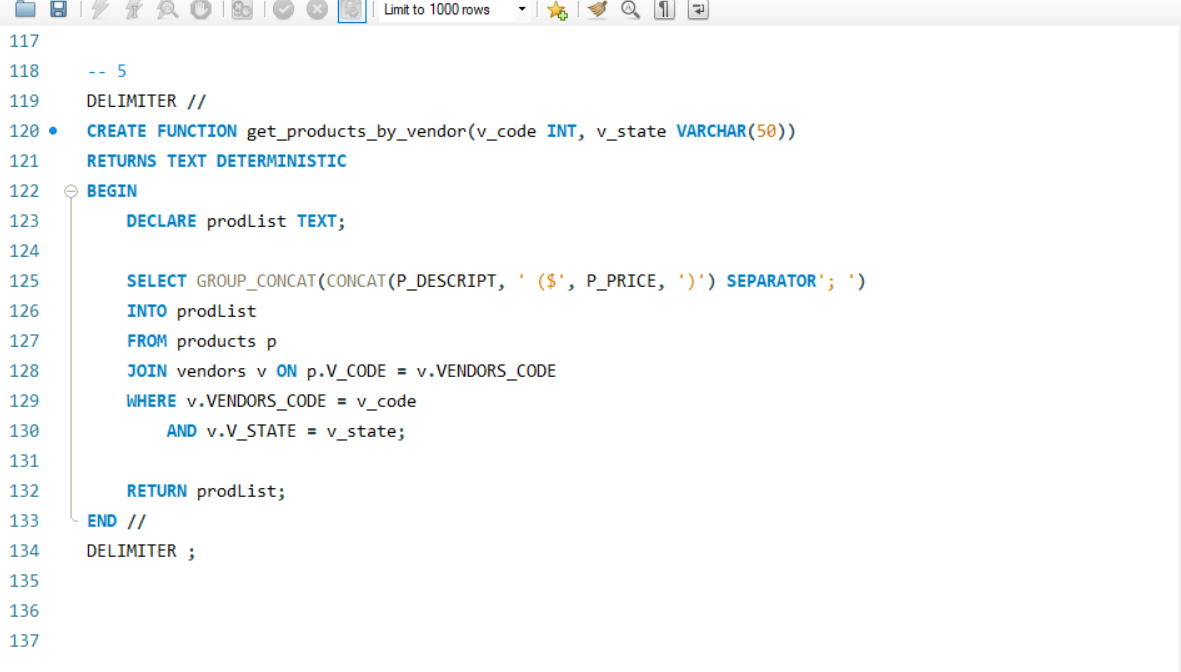 Limit to 1000 rows
117
118 -- 5
119 DELIMITER //
120 CREATE FUNCTION get_products_by_vendor(v_code INT, v_state VARCHAR(50))
121 RETURNS TEXT DETERMINISTIC
122 BEGIN
123 DECLARE prodList TEXT;
124
125 SELECT GROUP_CONCAT(CONCAT(P_DESCRIPT, ' ($', P_PRICE, ')') SEPARATOR'; ')
126 INTO prodList
127 FROM products p
128 JOIN vendors v ON p.V_CODE = v.VENDORS_CODE
129 WHERE v.VENDORS_CODE = v_code
130 AND v.V_STATE = v_state;
131
132 RETURN prodList;
133 END //
134 DELIMITER ;
135
136
137